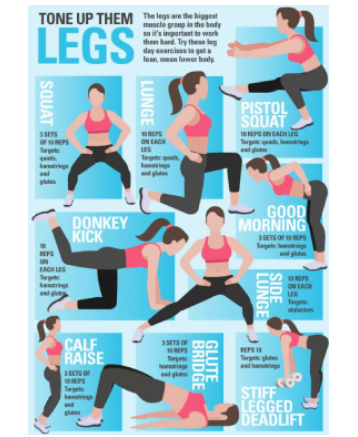 TONE UP THEM
LEGS
The legs are the biggest
muscle group in the body
so it's important to work
them hard. Try these leg
day exercises to get a
lean, mean lower body.
SQUAT
3 SETS
OF 10 REPS
Targets:
quads,
hamstrings
and
glutes
LUNGE
10 REPS
ON EACH
LEG
Targets: quads,
hamstrings
and glutes
PISTOL
SQUAT
10 REPS ON EACH LEG
Targets: quads, hamstrings
and glutes
DONKEY
KICK
10
REPS
ON
EACH LEG
Targets:
hamstrings
and glutes
GOOD
MORNING
3 SETS OF 10 REPS
Targets: hamstrings
and glutes
SIDE
LUNGE
10 REPS
ON EACH
LEG
Targets:
abductors
CALF
RAISE
3 SETS OF
10 REPS
Targets:
hamstrings
and
glutes
GLUTE
BRIDGE
3 SETS OF
10 REPS
Targets:
hamstrings
and glutes
REPS 10
Targets: glutes
and hamstrings
STIFF
LEGGED
DEADLIFT